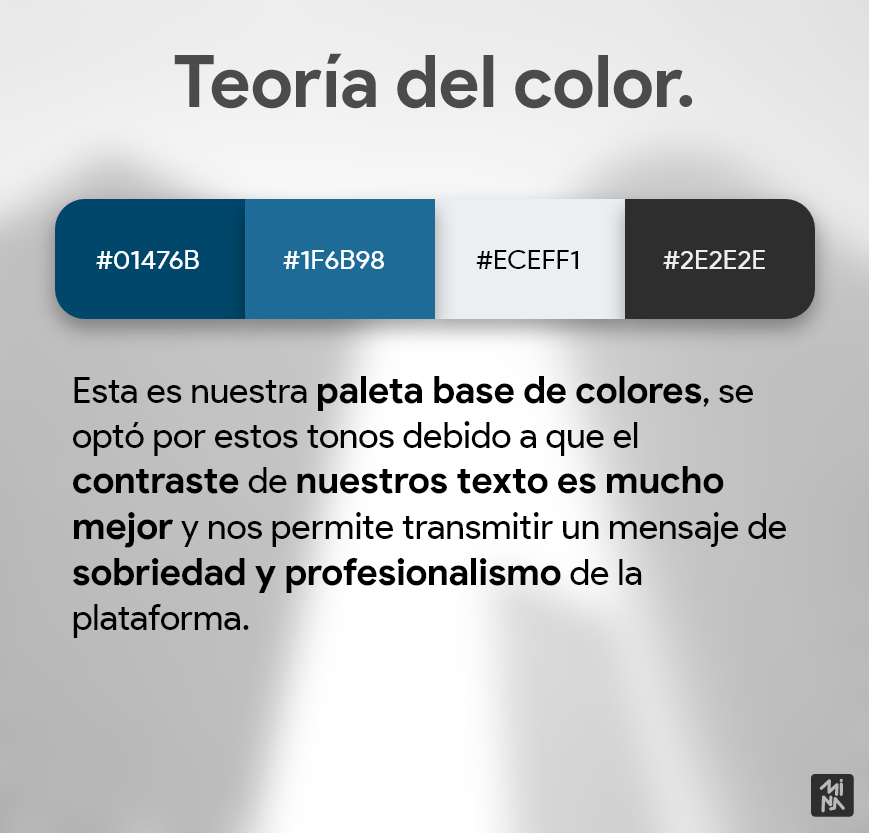 Teoría del color.
#01476B #1F6B98 #ECEFF1 #2E2E2E
Esta es nuestra paleta base de colores, se
optó por estos tonos debido a que el
contraste de nuestros texto es mucho
mejor y nos permite transmitir un mensaje de
sobriedad y profesionalismo de la
plataforma.
MINA